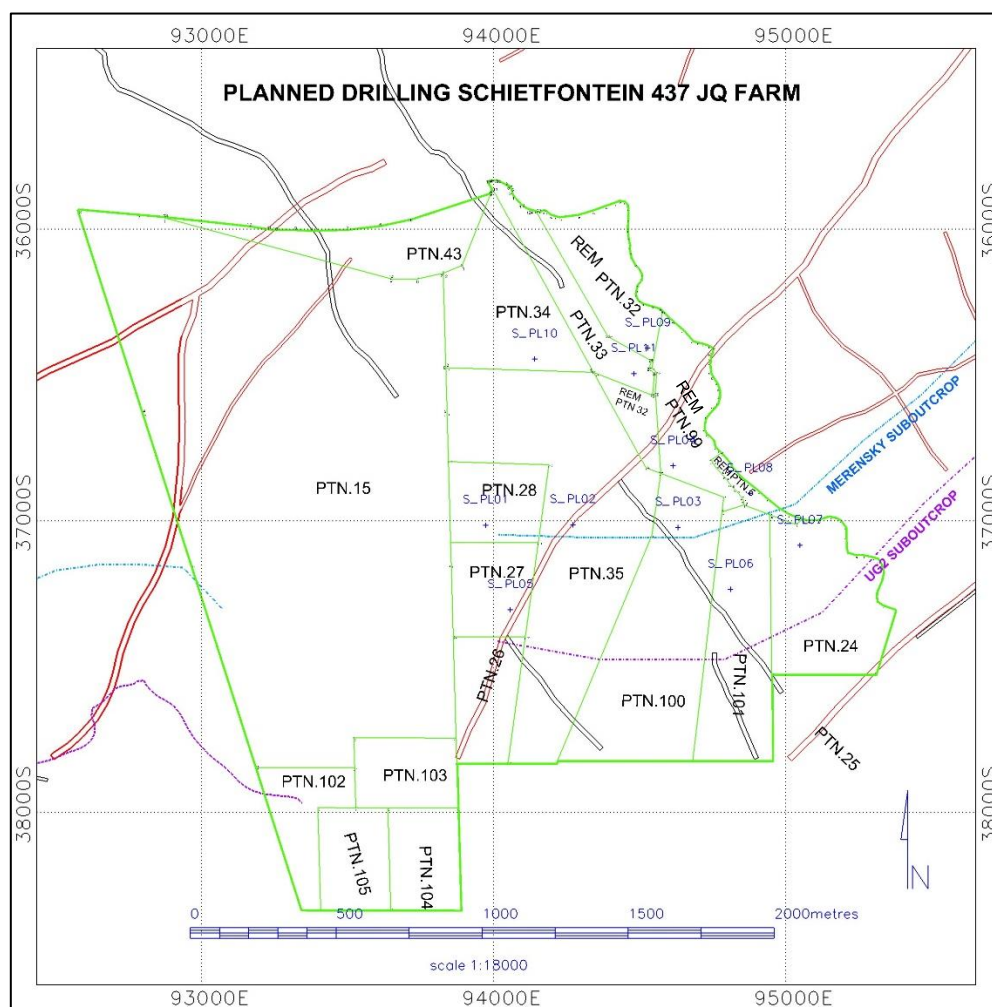 93000E 94000E 95000E
PLANNED DRILLING SCHIETFONTEIN 437 JQ FARM
36000S 36000S
PTN.43
REM
PTN.32
PTN.34
S_PL09
S_PL10
PTN.33
S_PL11
REM
PTN 32
REM
PTN.99
MERENSKY SUBOUTCROP
S_PL08
PTN.15
PTN.28
S_PL01
S_PL02
S_PL03
S_PL07
37000S 37000S
UG2 SUBOUTCROP
PTN.27
PTN.35
S_PL06
S_PL05
PTN.26
PTN.24
PTN.100
PTN.101
PTN.25
PTN.102
PTN.103
38000S 38000S
PTN.105
PTN.104
N
0 500 1000 1500 2000metres
scale 1:18000
93000E 94000E 95000E